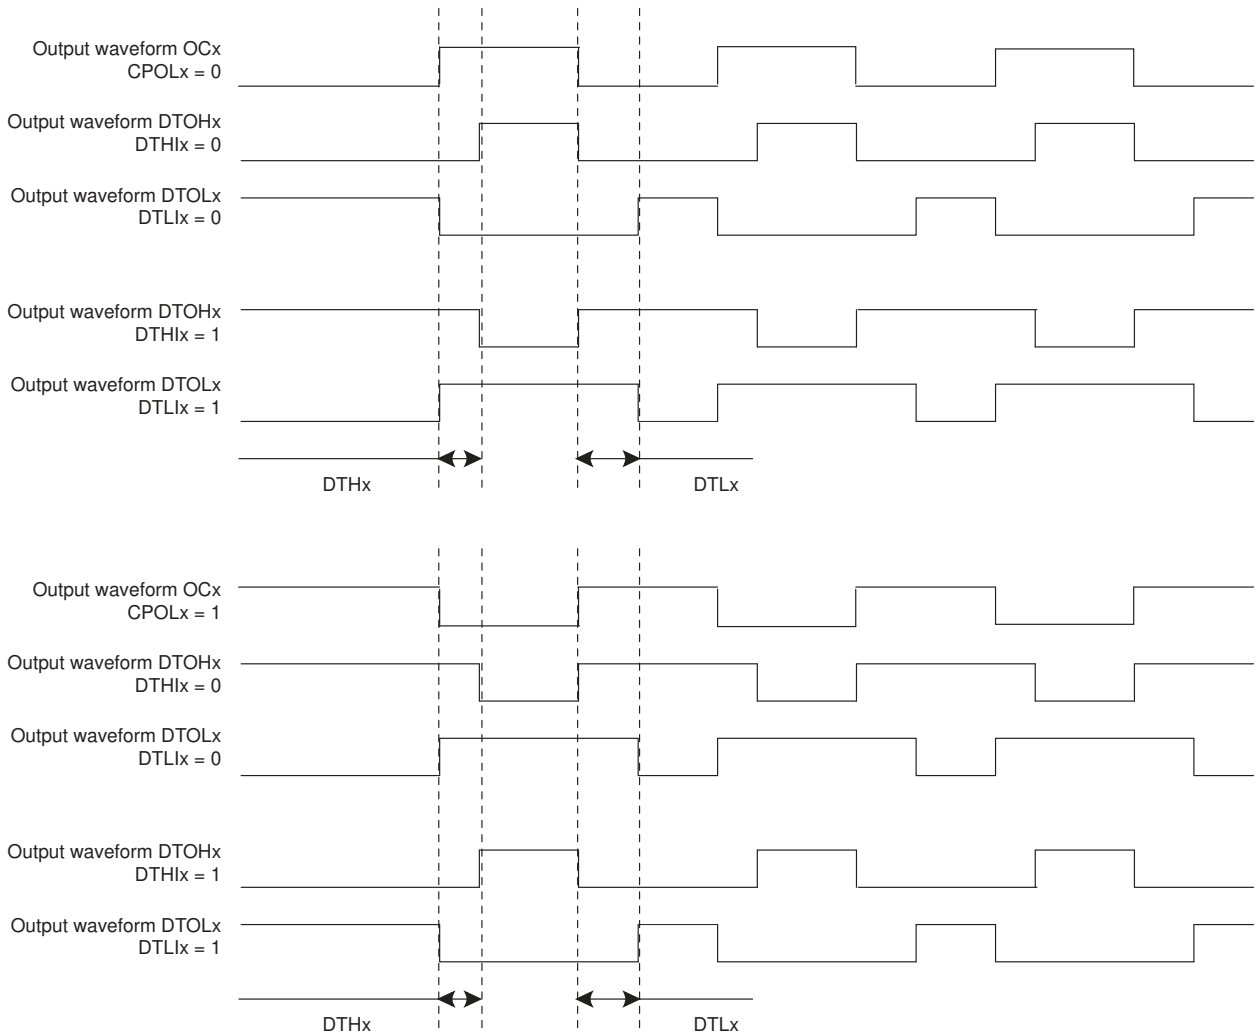 Output waveform OCx
CPOLx = 0
Output waveform DTOHx
DTHIx = 0
Output waveform DTOLx
DTLIx = 0
Output waveform DTOHx
DTHIx = 1
Output waveform DTOLx
DTLIx = 1
DTHx DTLx
Output waveform OCx
CPOLx = 1
Output waveform DTOHx
DTHIx = 0
Output waveform DTOLx
DTLIx = 0
Output waveform DTOHx
DTHIx = 1
Output waveform DTOLx
DTLIx = 1
DTHx DTLx